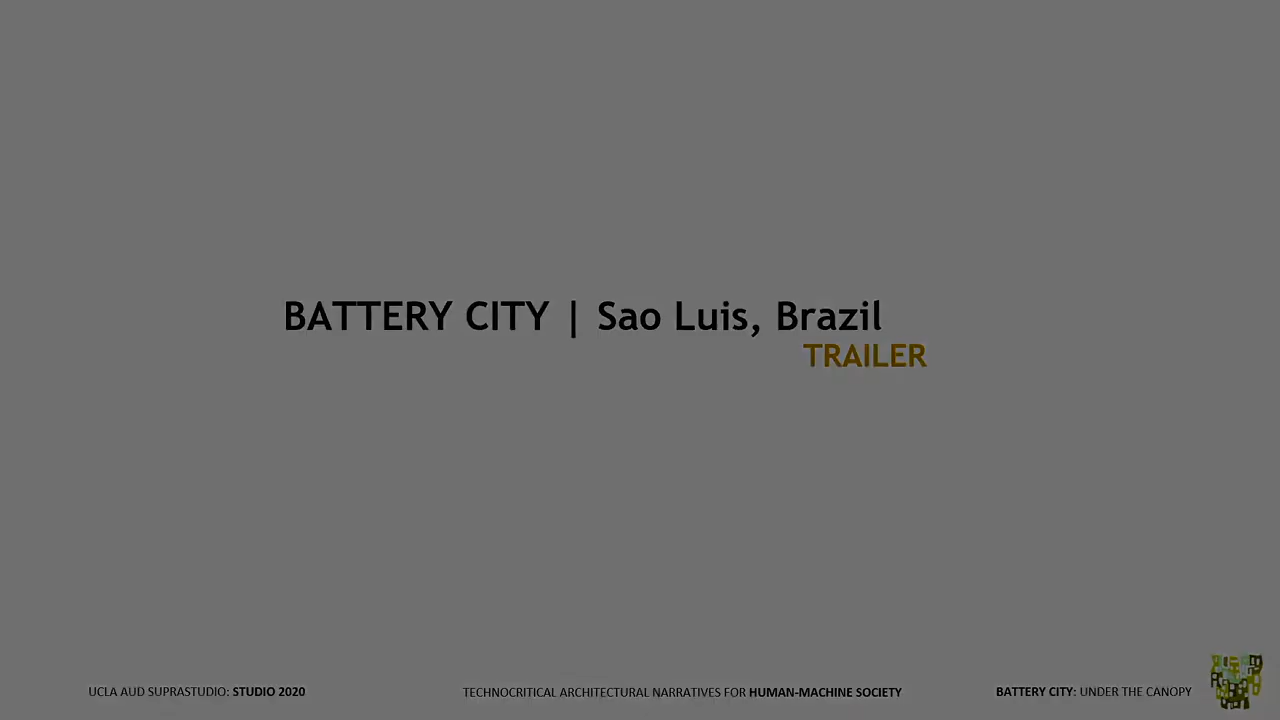 BATTERY CITY | Sao Luis, Brazil
TRAILER
UCLA AUD SUPRASTUDIO: STUDIO 2020
TECHNOCRITICAL ARCHITECTURAL NARRATIVES FOR HUMAN-MACHINE SOCIETY
BATTERY CITY: UNDER THE CANOPY